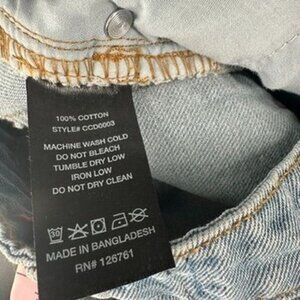 100% COTTON
STYLE# CCD0003
MACHINE WASH COLD
DO NOT BLEACH
TUMBLE DRY LOW
IRON LOW
DO NOT DRY CLEAN
30
MADE IN BANGLADESH
RN# 126761